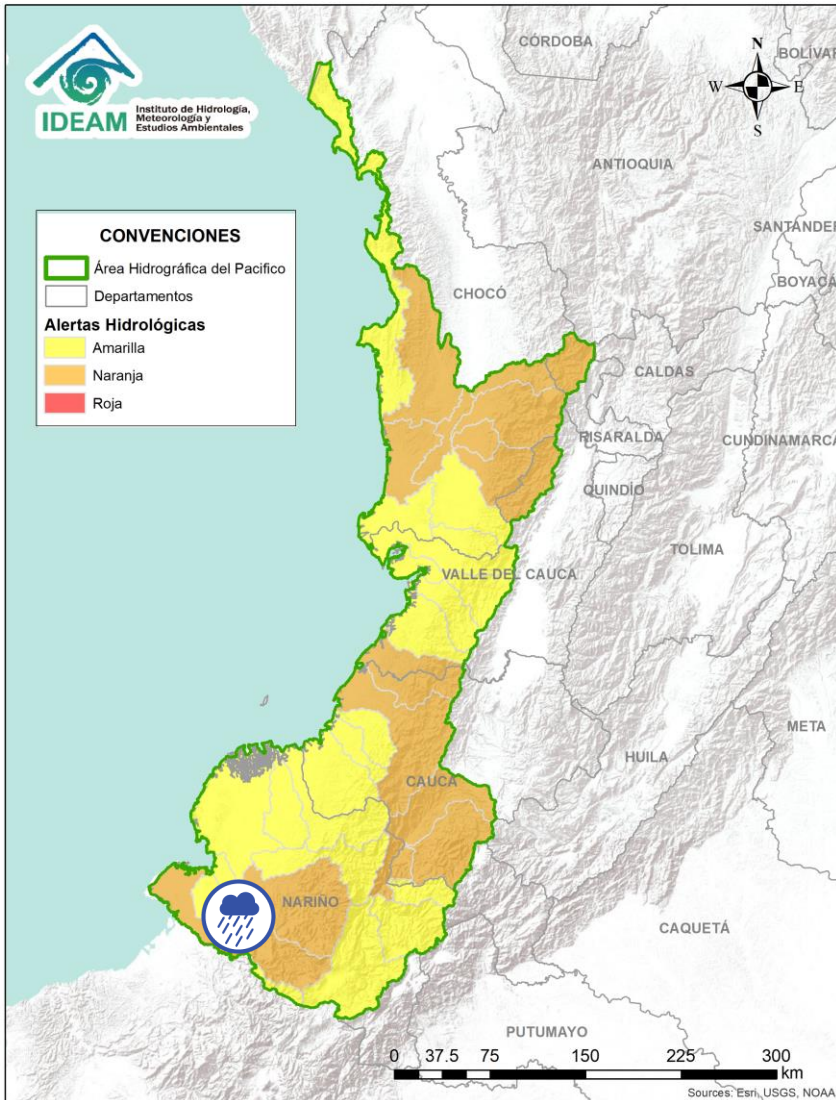 IDEAM
Instituto de Hidrología,
Meteorología y
Estudios Ambientales
CÓRDOBA
BOLÍVAR
N
W
E
S
ANTIOQUIA
SANTANDER
BOYACÁ
CONVENCIONES
Área Hidrográfica del Pacifico
Departamentos
Alertas Hidrológicas
Amarilla
Naranja
Roja
CHOCÓ
CALDAS
RISARALDA
CUNDINAMARCA
QUINDÍO
TOLIMA
VALLE DEL CAUCA
META
HUILA
CAUCA
NARIÑO
CAQUETÁ
PUTUMAYO
0 37.5 75 150 225 300
km
Sources: Esri, USGS, NOAA